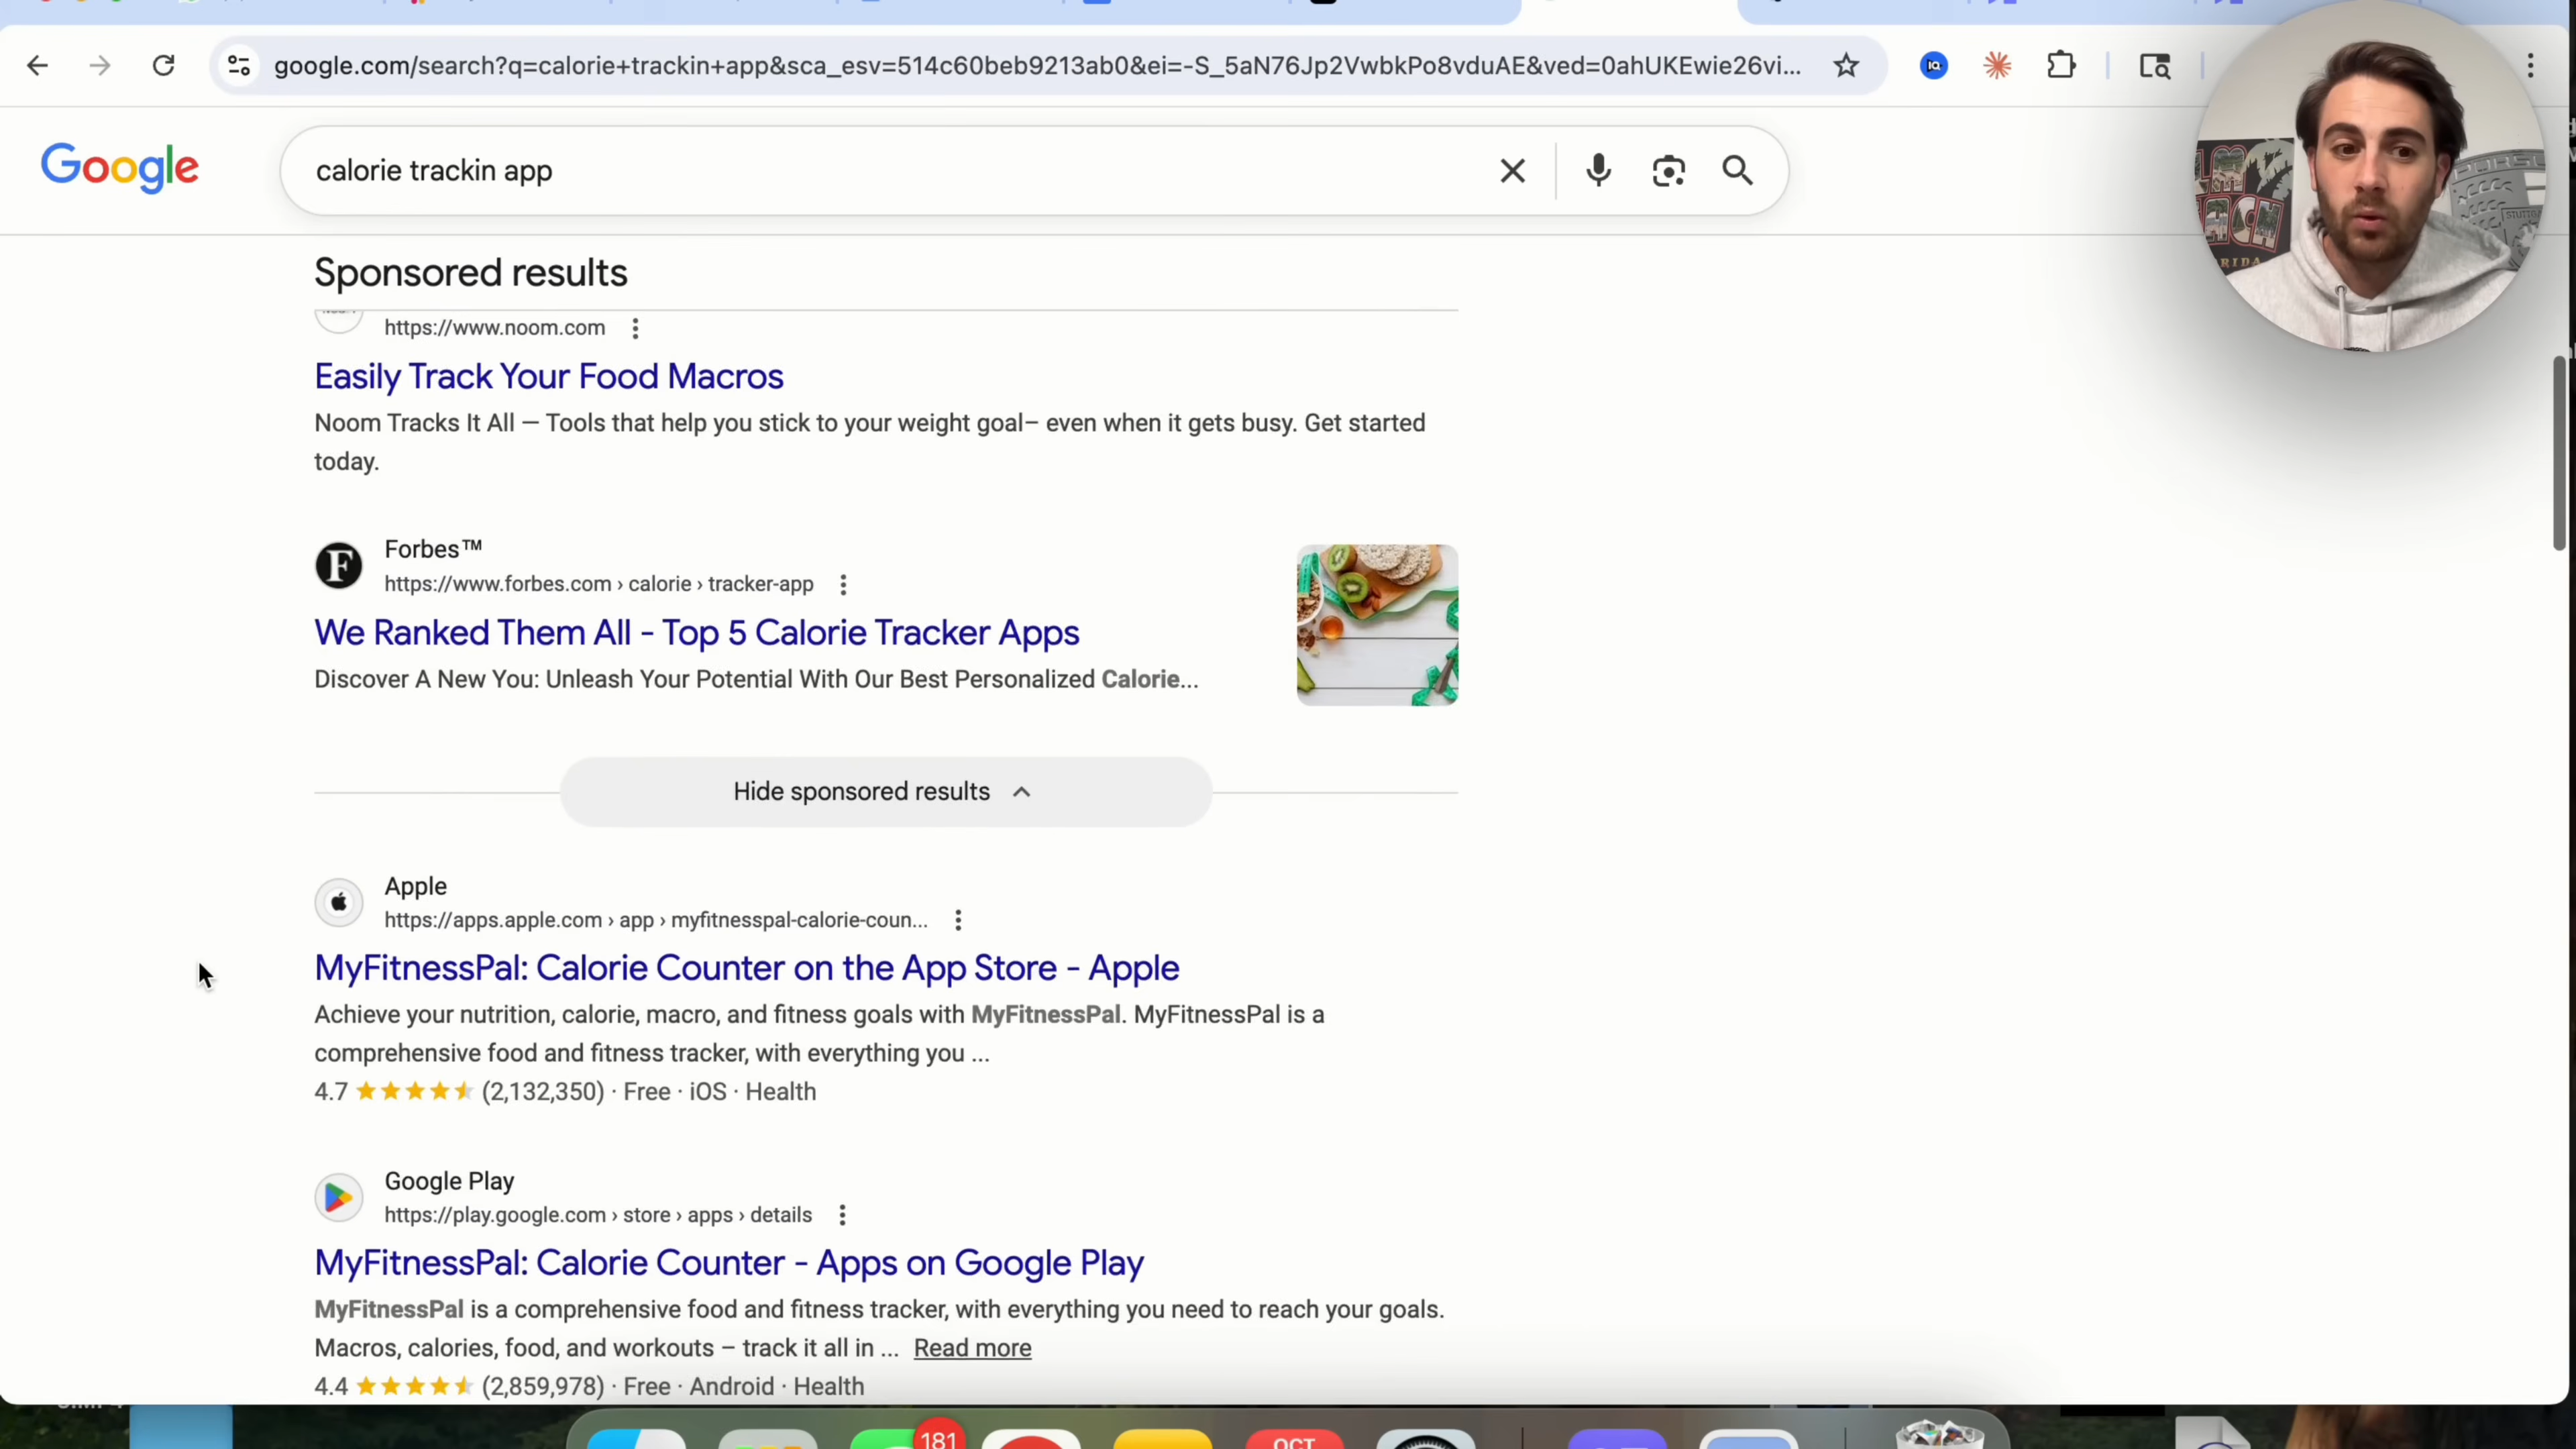 google.com/search?q=calorie+trackin+app&sca_esv=514c60beb9213ab0&ei=-S_5aN76Jp2VwbkPo8vduAE&ved=0ahUKEwie26vi...
Google
calorie trackin app
Sponsored results
https://www.noom.com
Easily Track Your Food Macros
Noom Tracks It All — Tools that help you stick to your weight goal– even when it gets busy. Get started
today.
Forbes™
https://www.forbes.com › calorie › tracker-app
We Ranked Them All - Top 5 Calorie Tracker Apps
Discover A New You: Unleash Your Potential With Our Best Personalized Calorie...
Hide sponsored results
Apple
https://apps.apple.com › app › myfitnesspal-calorie-coun...
MyFitnessPal: Calorie Counter on the App Store - Apple
Achieve your nutrition, calorie, macro, and fitness goals with MyFitnessPal. MyFitnessPal is a
comprehensive food and fitness tracker, with everything you ...
4.7 (2,132,350) · Free · iOS · Health
Google Play
https://play.google.com › store › apps › details
MyFitnessPal: Calorie Counter - Apps on Google Play
MyFitnessPal is a comprehensive food and fitness tracker, with everything you need to reach your goals.
Macros, calories, food, and workouts – track it all in ... Read more
4.4 (2,859,978) · Free · Android · Health
181
OCT